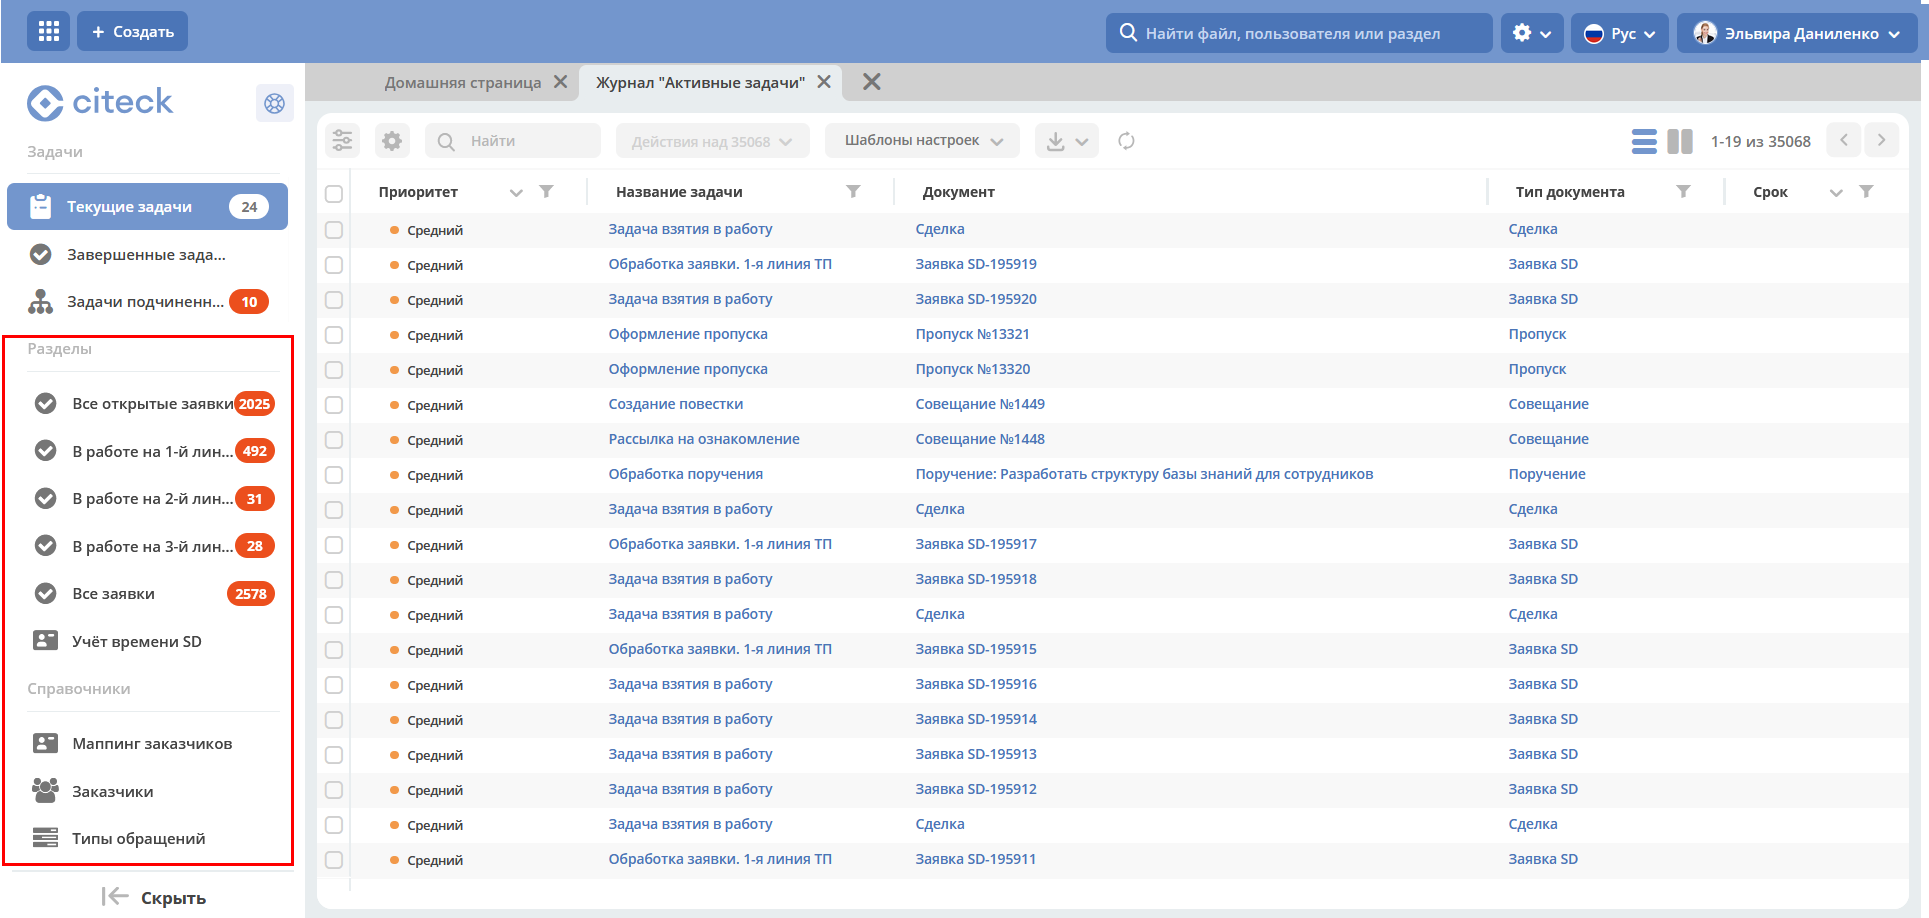 + Создать
Найти файл, пользователя или раздел
Рус
Эльвира Даниленко
citeck
Домашняя страница
Журнал "Активные задачи"
Задачи
Текущие задачи 24
Завершенные зада...
Задачи подчиненн... 10
Разделы
Все открытые заявки 2025
В работе на 1-й лин... 492
В работе на 2-й лин... 31
В работе на 3-й лин... 28
Все заявки 2578
Учёт времени SD
Справочники
Маппинг заказчиков
Заказчики
Типы обращений
Скрыть
Найти
Действия над 35068
Шаблоны настроек
1-19 из 35068
Приоритет Название задачи Документ Тип документа Срок
Средний Задача взятия в работу Сделка Сделка
Средний Обработка заявки. 1-я линия ТП Заявка SD-195919 Заявка SD
Средний Задача взятия в работу Заявка SD-195920 Заявка SD
Средний Оформление пропуска Пропуск №13321 Пропуск
Средний Оформление пропуска Пропуск №13320 Пропуск
Средний Создание повестки Совещание №1449 Совещание
Средний Рассылка на ознакомление Совещание №1448 Совещание
Средний Обработка поручения Поручение: Разработать структуру базы знаний для сотрудников Поручение
Средний Задача взятия в работу Сделка Сделка
Средний Обработка заявки. 1-я линия ТП Заявка SD-195917 Заявка SD
Средний Задача взятия в работу Заявка SD-195918 Заявка SD
Средний Задача взятия в работу Сделка Сделка
Средний Обработка заявки. 1-я линия ТП Заявка SD-195915 Заявка SD
Средний Задача взятия в работу Заявка SD-195916 Заявка SD
Средний Задача взятия в работу Заявка SD-195914 Заявка SD
Средний Задача взятия в работу Заявка SD-195913 Заявка SD
Средний Задача взятия в работу Заявка SD-195912 Заявка SD
Средний Задача взятия в работу Сделка Сделка
Средний Обработка заявки. 1-я линия ТП Заявка SD-195911 Заявка SD